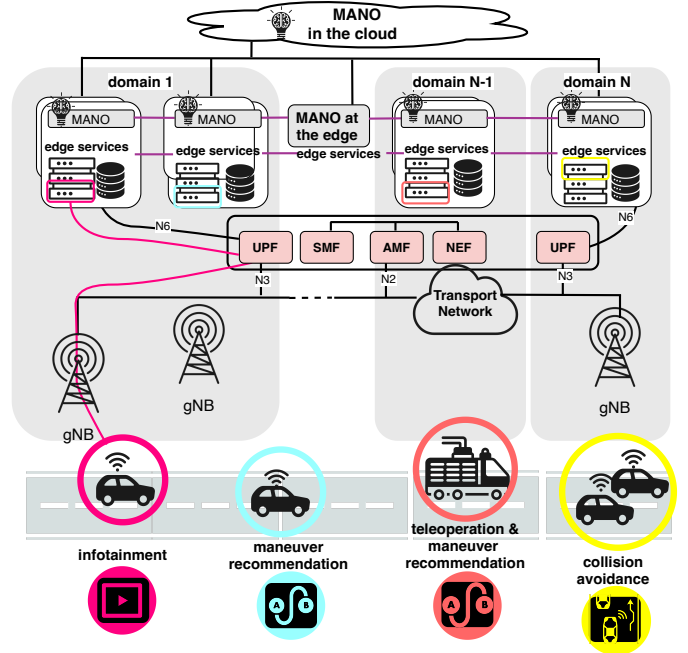 MANO
in the cloud
domain 1
domain N-1
domain N
MANO
MANO
MANO at
the edge
MANO
MANO
edge services
edge services
edge services
edge services
edge services
N6
N6
UPF
SMF
AMF
NEF
UPF
N3
N2
N3
Transport
Network
gNB
gNB
gNB
infotainment
maneuver
recommendation
teleoperation &
maneuver
recommendation
collision
avoidance
A
B
A
B